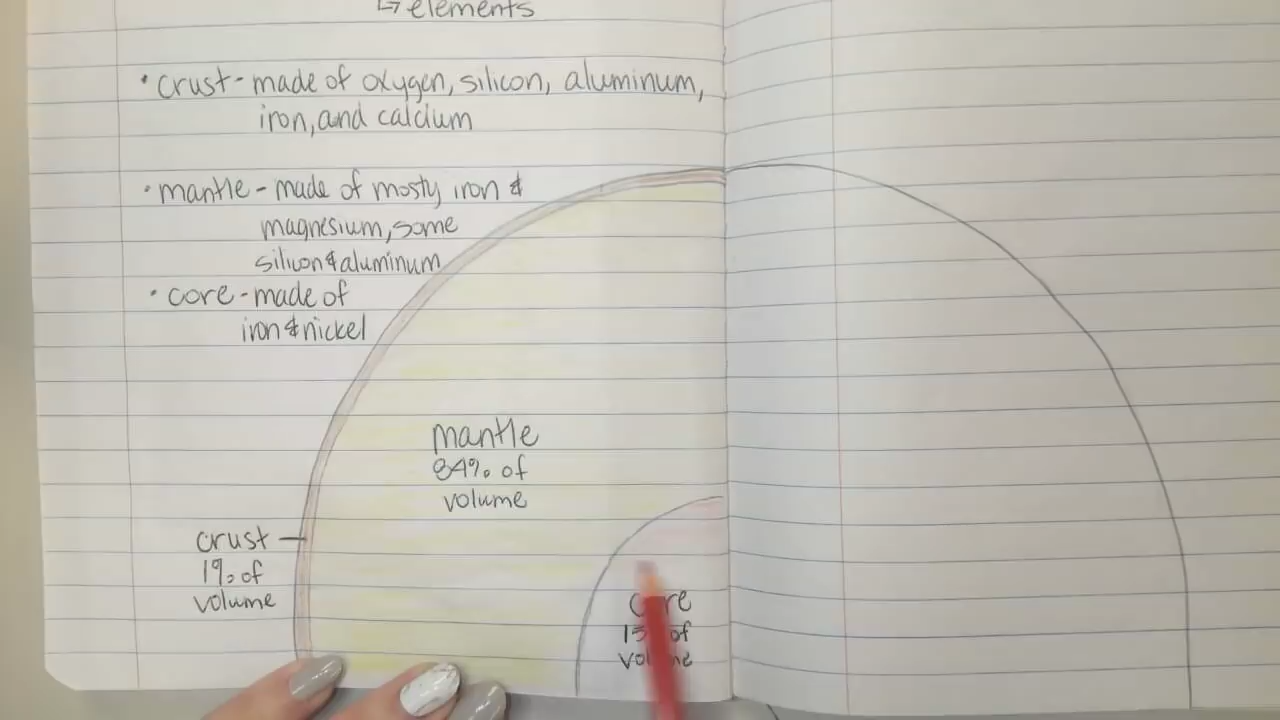 ↳ elements
• crust - made of oxygen, silicon, aluminum,
iron, and calcium
• mantle - made of mosty iron &
magnesium, some
silicon & aluminum
• core - made of
iron & nickel
mantle
84% of
volume
crust —
1% of
volume
of